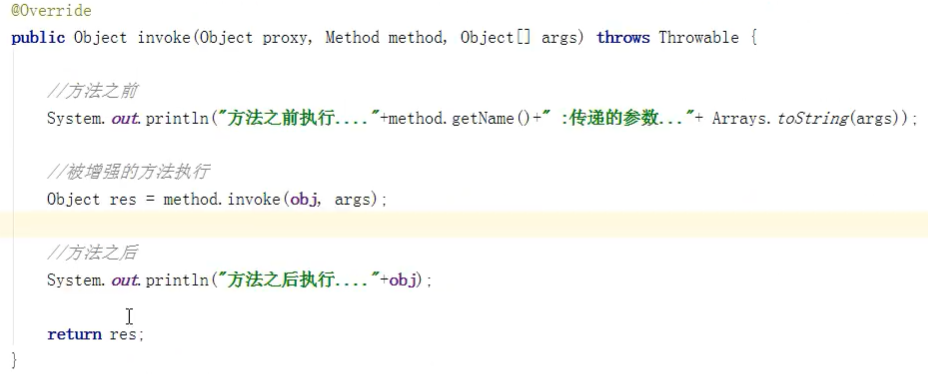 @Override
public Object invoke(Object proxy, Method method, Object[] args) throws Throwable {
//方法之前
System.out.println("方法之前执行...."+method.getName()+" :传递的参数..."+ Arrays.toString(args));
//被增强的方法执行
Object res = method.invoke(obj, args);
//方法之后
System.out.println("方法之后执行...."+obj);
return res;
}